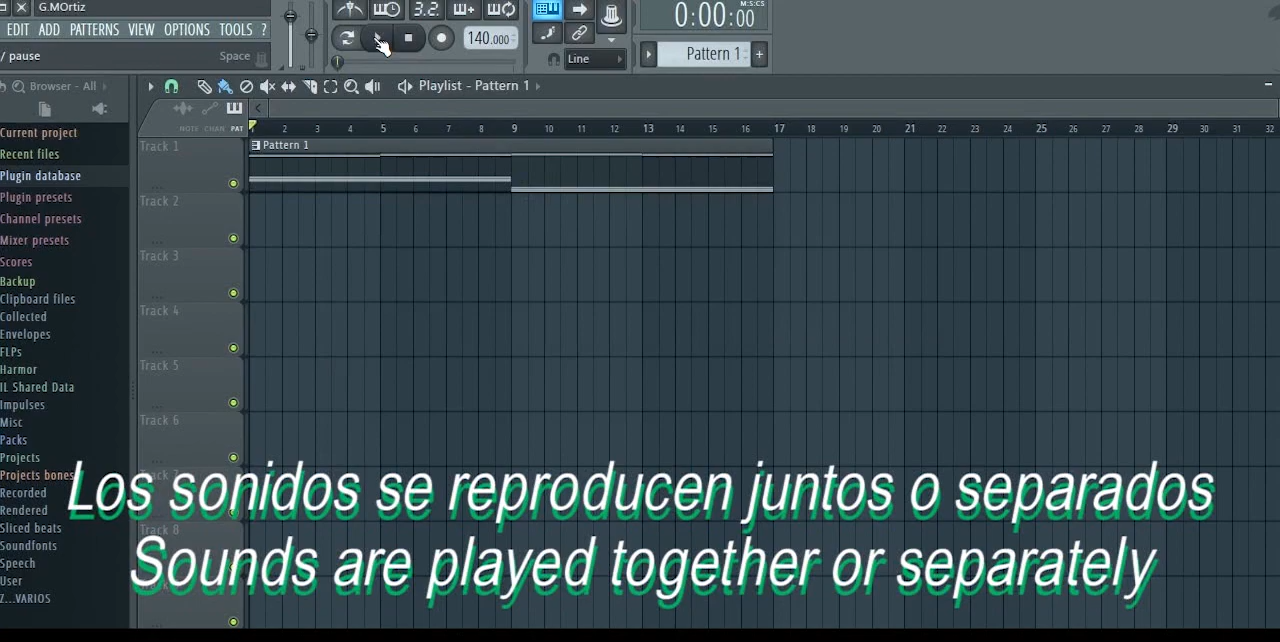 G.MOrtiz
EDIT ADD PATTERNS VIEW OPTIONS TOOLS ?
/ pause Space
3.2.
140.000
Line
M:S:CS
0:00:00
Pattern 1
Browser - All
Playlist - Pattern 1
NOTE CHAN PAT
1 2 3 4 5 6 7 8 9 10 11 12 13 14 15 16 17 18 19 20 21 22 23 24 25 26 27 28 29 30 31 32
Current project
Recent files
Plugin database
Plugin presets
Channel presets
Mixer presets
Scores
Backup
Clipboard files
Collected
Envelopes
FLPs
Harmor
IL Shared Data
Impulses
Misc
Packs
Projects
Projects bones
Recorded
Rendered
Sliced beats
Soundfonts
Speech
User
Z...VARIOS
Track 1
Pattern 1
Track 2
Track 3
Track 4
Track 5
Track 6
Track 7
Track 8
Los sonidos se reproducen juntos o separados
Sounds are played together or separately